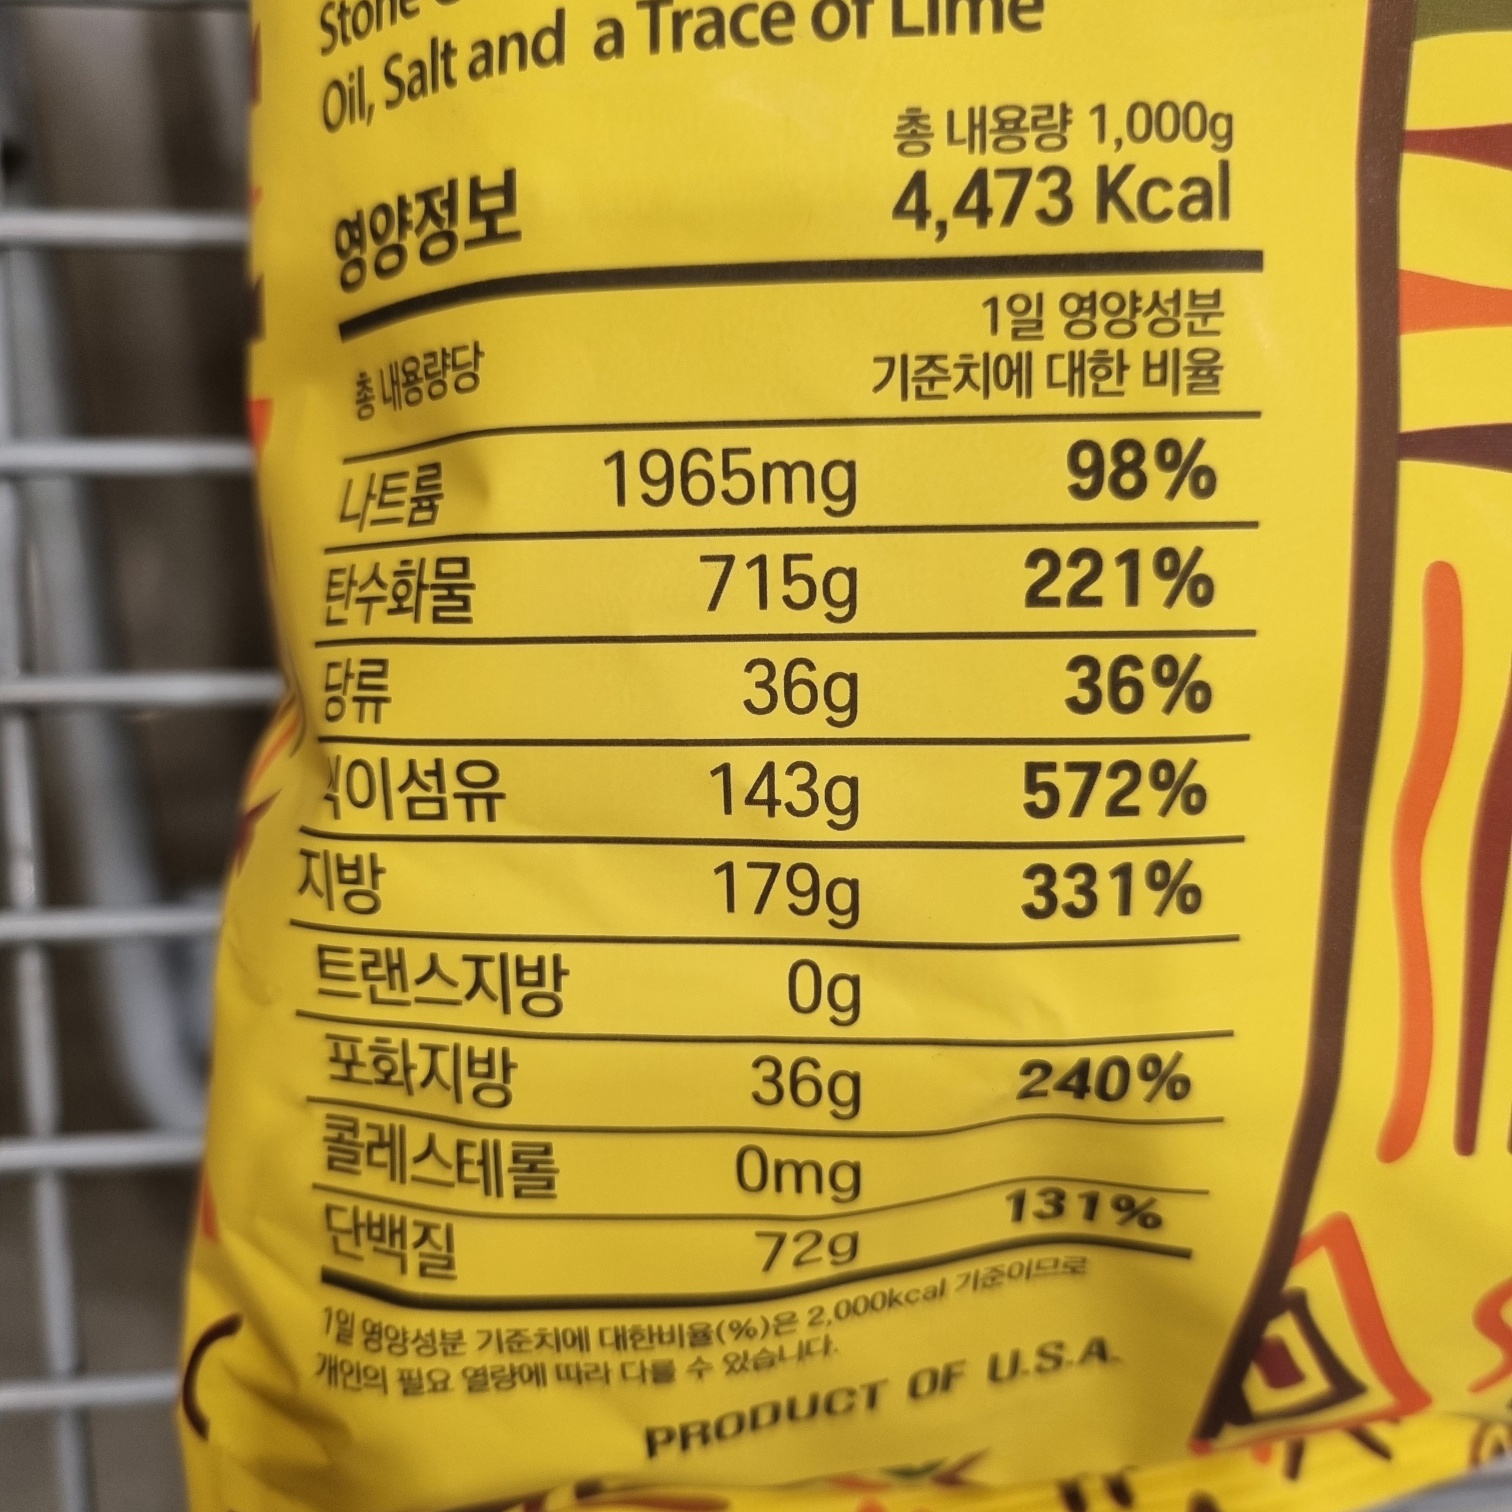 Oil, Salt and a Trace of Lime
총 내용량 1,000g
영양정보 4,473 Kcal
총 내용량당 1일 영양성분
기준치에 대한 비율
나트륨 1965mg 98%
탄수화물 715g 221%
당류 36g 36%
식이섬유 143g 572%
지방 179g 331%
트랜스지방 0g
포화지방 36g 240%
콜레스테롤 0mg
단백질 72g 131%
1일 영양성분 기준치에 대한비율(%)은 2,000kcal 기준이므로
개인의 필요 열량에 따라 다를 수 있습니다.
PRODUCT OF U.S.A.